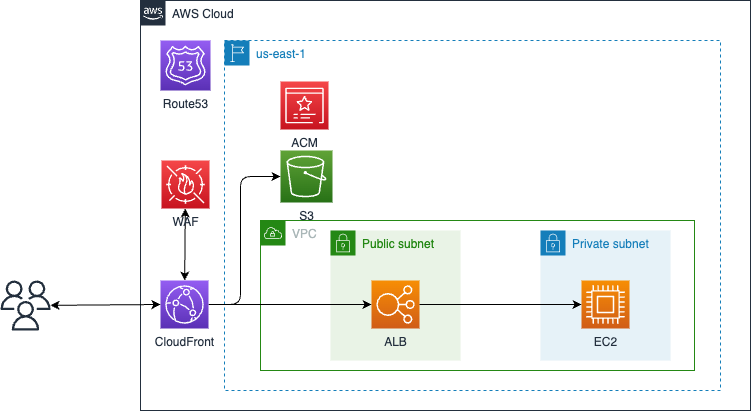 aws
AWS Cloud
53
Route53
us-east-1
ACM
WAF
S3
VPC
Public subnet
Private subnet
CloudFront
ALB
EC2